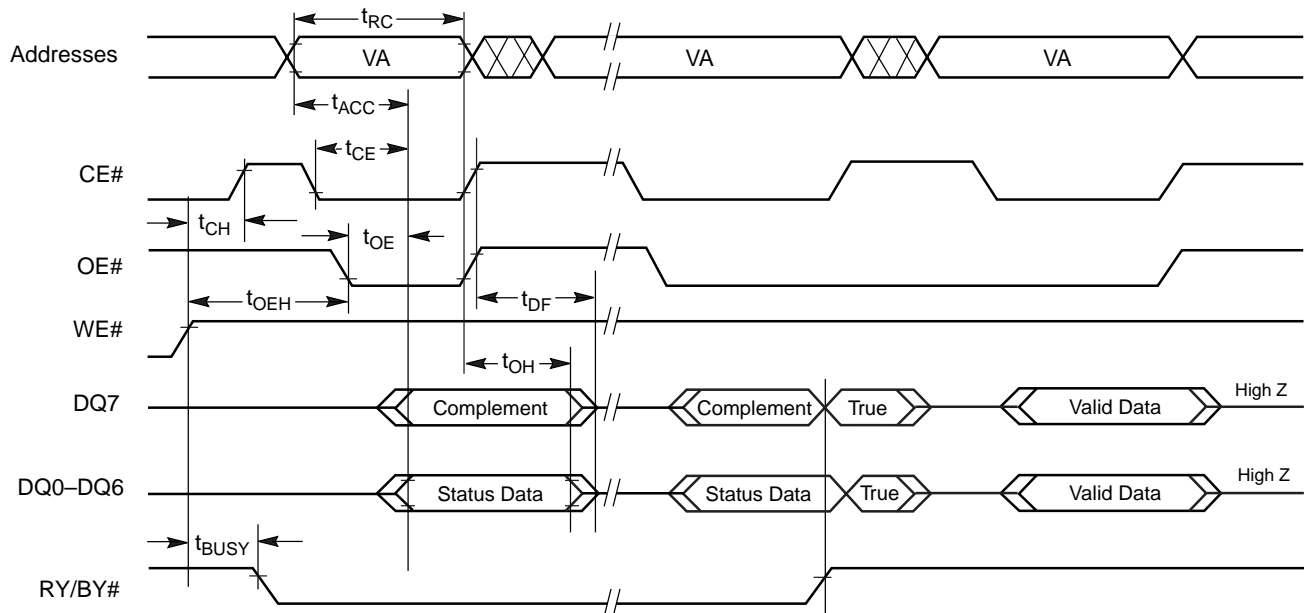 tRC
Addresses VA VA VA
tACC
tCE
CE#
tCH tOE
OE#
tOEH tDF
WE#
tOH
DQ7 Complement Complement True Valid Data High Z
DQ0–DQ6 Status Data Status Data True Valid Data High Z
tBUSY
RY/BY#